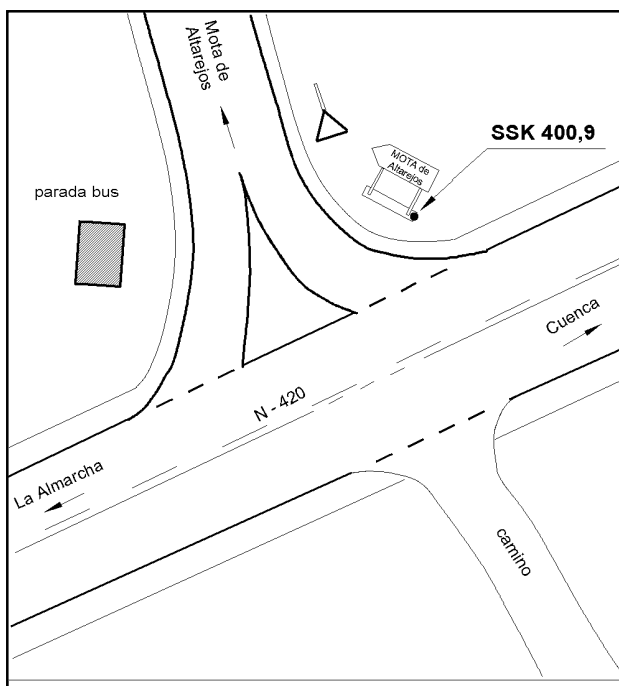 Mota de
Altarejos
SSK 400,9
MOTA de
Altarejos
parada bus
Cuenca
N - 420
La Almarcha
camino